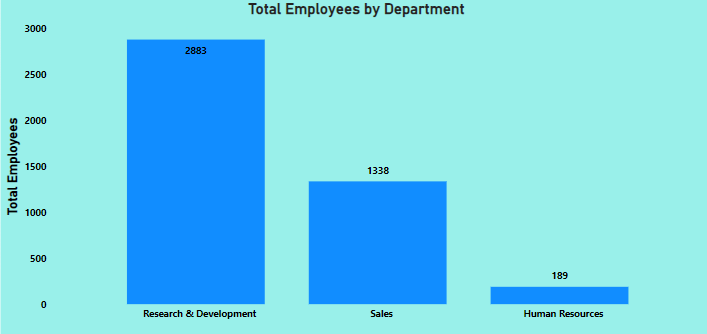 Total Employees by Department
Total Employees
3000
2500
2000
1500
1000
500
0
2883
1338
189
Research & Development
Sales
Human Resources